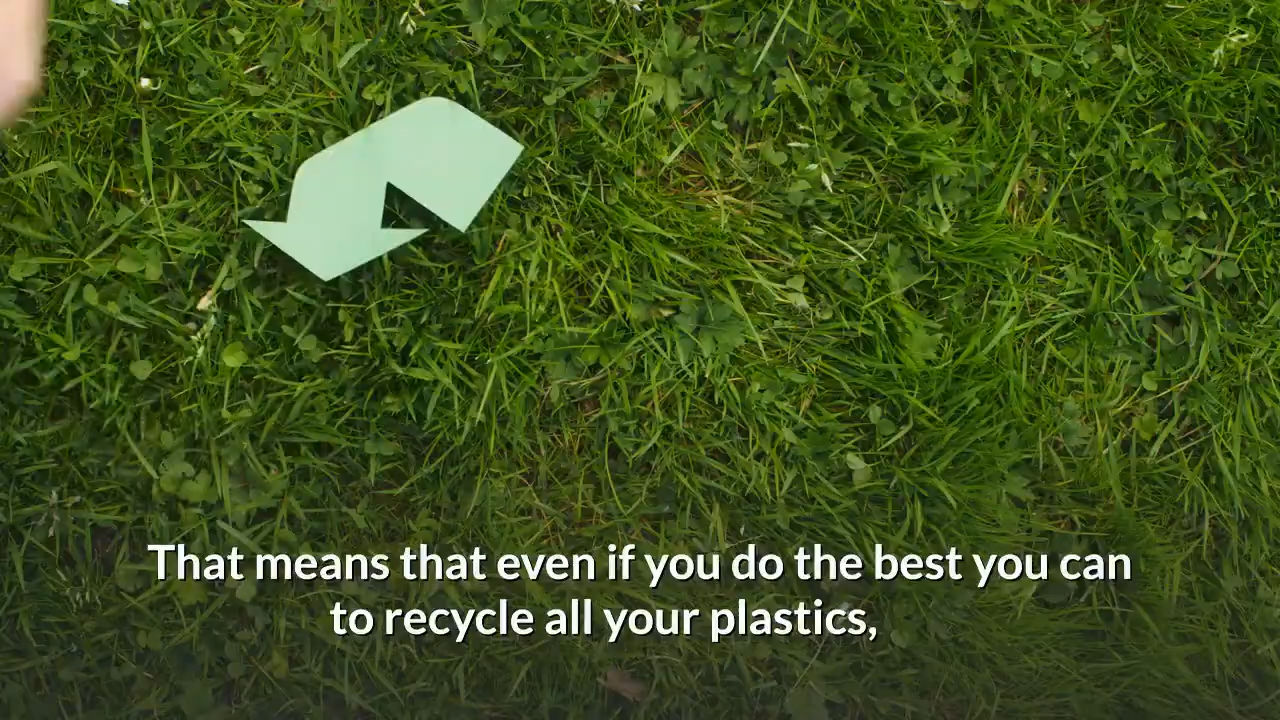 That means that even if you do the best you can
to recycle all your plastics,